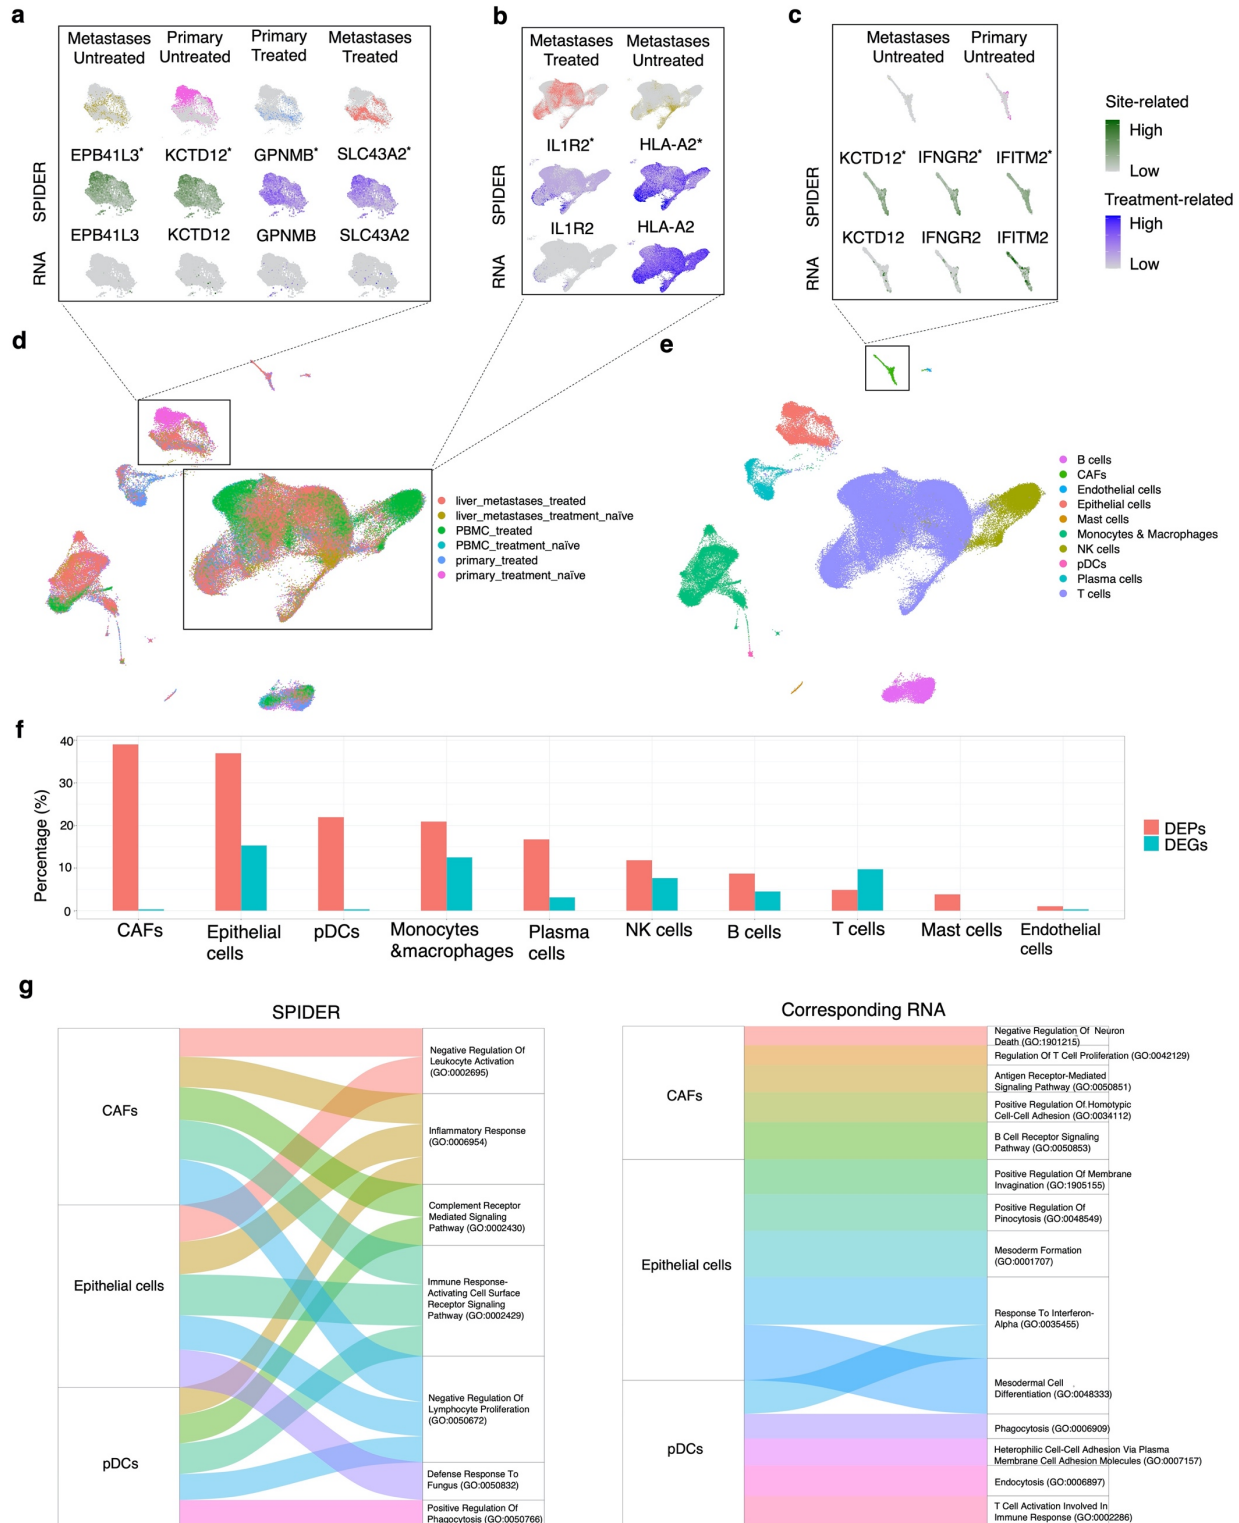 a
Metastases Untreated
Primary Untreated
Primary Treated
Metastases Treated
SPIDER
EPB41L3*
KCTD12*
GPNMB*
SLC43A2*
RNA
EPB41L3
KCTD12
GPNMB
SLC43A2
b
Metastases Treated
Metastases Untreated
SPIDER
IL1R2*
HLA-A2*
RNA
IL1R2
HLA-A2
c
Metastases Untreated
Primary Untreated
SPIDER
KCTD12*
IFNGR2*
IFITM2*
RNA
KCTD12
IFNGR2
IFITM2
Site-related
High
Low
Treatment-related
High
Low
d
liver_metastases_treated
liver_metastases_treatment_naïve
PBMC_treated
PBMC_treatment_naïve
primary_treated
primary_treatment_naïve
e
B cells
CAFs
Endothelial cells
Epithelial cells
Mast cells
Monocytes & Macrophages
NK cells
pDCs
Plasma cells
T cells
f
Percentage (%)
40
30
20
10
0
CAFs
Epithelial
cells
pDCs
Monocytes
&macrophages
Plasma
cells
NK cells
B cells
T cells
Mast cells
Endothelial
cells
DEPs
DEGs
g
SPIDER
CAFs
Epithelial cells
pDCs
Negative Regulation Of
Leukocyte Activation
(GO:0002695)
Inflammatory Response
(GO:0006954)
Complement Receptor
Mediated Signaling
Pathway (GO:0002430)
Immune Response-
Activating Cell Surface
Receptor Signaling
Pathway (GO:0002429)
Negative Regulation Of
Lymphocyte Proliferation
(GO:0050672)
Defense Response To
Fungus (GO:0050832)
Positive Regulation Of
Phagocytosis (GO:0050766)
Corresponding RNA
CAFs
Epithelial cells
pDCs
Negative Regulation Of Neuron
Death (GO:1901215)
Regulation Of T Cell Proliferation (GO:0042129)
Antigen Receptor-Mediated
Signaling Pathway (GO:0050851)
Positive Regulation Of Homotypic
Cell-Cell Adhesion (GO:0034112)
B Cell Receptor Signaling
Pathway (GO:0050853)
Positive Regulation Of Membrane
Invagination (GO:1905155)
Positive Regulation Of
Pinocytosis (GO:0048549)
Mesoderm Formation
(GO:0001707)
Response To Interferon-
Alpha (GO:0035455)
Mesodermal Cell
Differentiation (GO:0048333)
Phagocytosis (GO:0006909)
Heterophilic Cell-Cell Adhesion Via Plasma
Membrane Cell Adhesion Molecules (GO:0007157)
Endocytosis (GO:0006897)
T Cell Activation Involved In
Immune Response (GO:0002286)